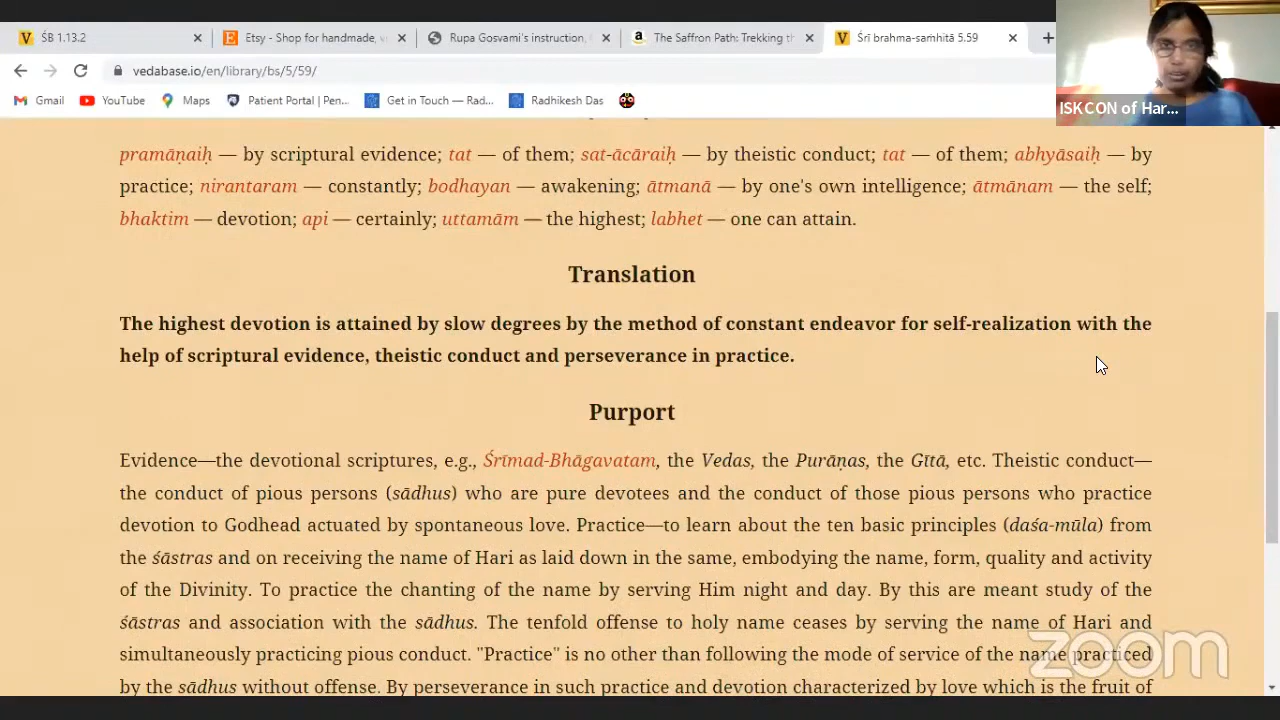 ŚB 1.13.2
Etsy - Shop for handmade, v
Rupa Gosvami's instruction,
The Saffron Path: Trekking th
Śrī brahma-saṁhitā 5.59
vedabase.io/en/library/bs/5/59/
Gmail YouTube Maps Patient Portal | Pen... Get in Touch — Rad... Radhikesh Das
ISKCON of Har...
pramāṇaiḥ — by scriptural evidence; tat — of them; sat-ācāraiḥ — by theistic conduct; tat — of them; abhyāsaiḥ — by
practice; nirantaram — constantly; bodhayan — awakening; ātmanā — by one's own intelligence; ātmānam — the self;
bhaktim — devotion; api — certainly; uttamām — the highest; labhet — one can attain.
Translation
The highest devotion is attained by slow degrees by the method of constant endeavor for self-realization with the
help of scriptural evidence, theistic conduct and perseverance in practice.
Purport
Evidence—the devotional scriptures, e.g., Śrīmad-Bhāgavatam, the Vedas, the Purāṇas, the Gītā, etc. Theistic conduct—
the conduct of pious persons (sādhus) who are pure devotees and the conduct of those pious persons who practice
devotion to Godhead actuated by spontaneous love. Practice—to learn about the ten basic principles (daśa-mūla) from
the śāstras and on receiving the name of Hari as laid down in the same, embodying the name, form, quality and activity
of the Divinity. To practice the chanting of the name by serving Him night and day. By this are meant study of the
śāstras and association with the sādhus. The tenfold offense to holy name ceases by serving the name of Hari and
simultaneously practicing pious conduct. "Practice" is no other than following the mode of service of the name practiced
by the sādhus without offense. By perseverance in such practice and devotion characterized by love which is the fruit of
zoom